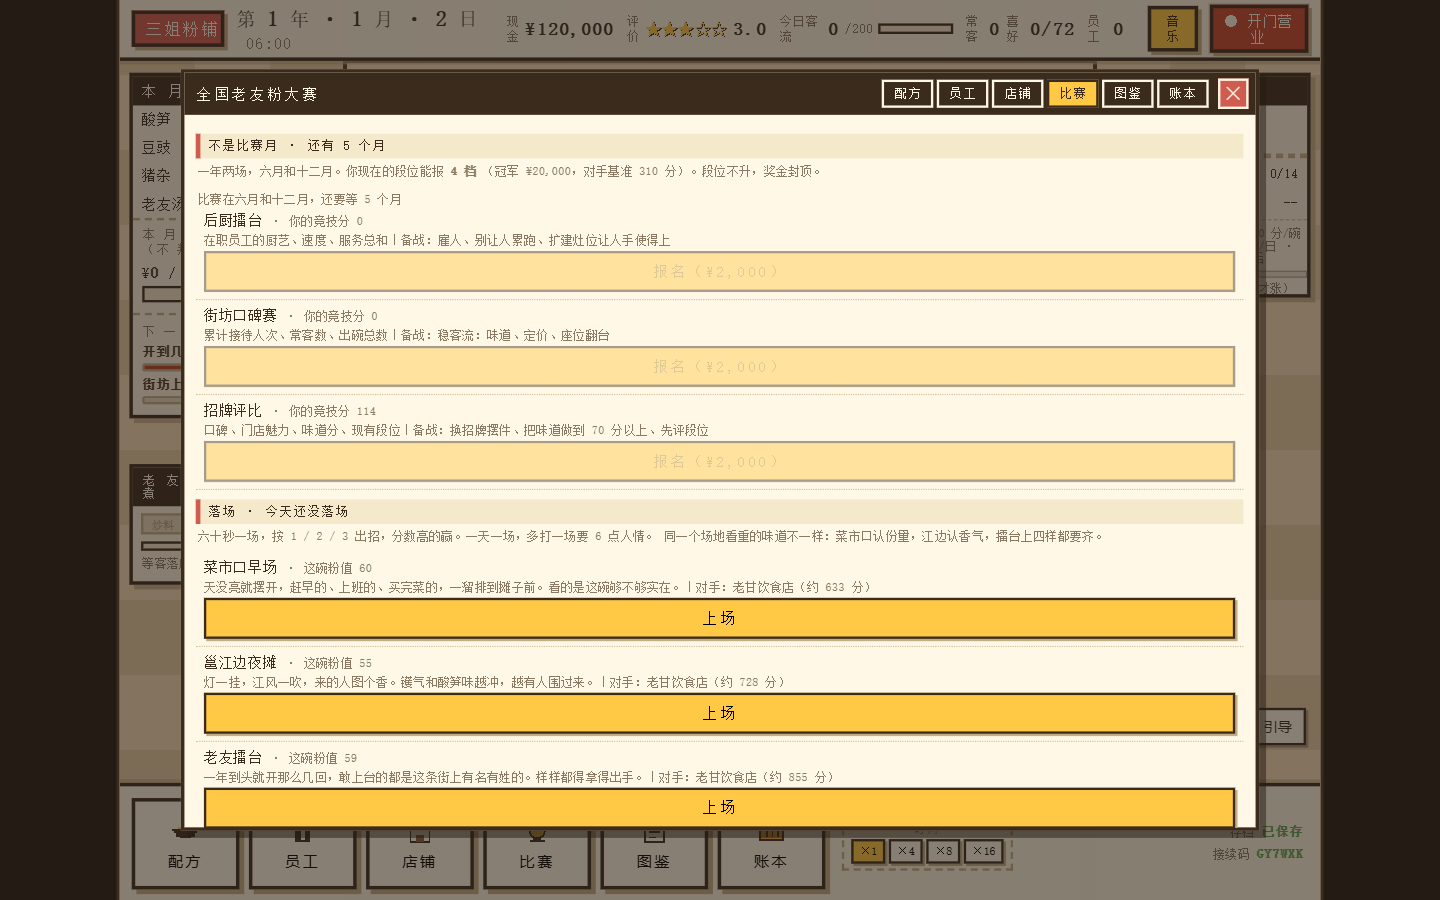 三姐粉铺
第 1 年 · 1 月 · 2 日
06:00
现金 ¥120,000
评价 3.0
今日客流 0 /200
常客 0
喜好 0/72
员工 0
音乐
开门营业
全国老友粉大赛
配方 员工 店铺 比赛 图鉴 账本
本 月
酸笋
豆豉
猪杂
老友汤
0/14
--
本 月
¥0 /
下 一
开到几
街坊上
老 友
煮
炒料
等客落
不是比赛月 · 还有 5 个月
一年两场，六月和十二月。你现在的段位能报 4 档 （冠军 ¥20,000，对手基准 310 分）。段位不升，奖金封顶。
比赛在六月和十二月，还要等 5 个月
后厨擂台 · 你的竞技分 0
在职员工的厨艺、速度、服务总和 | 备战：雇人、别让人累跑、扩建灶位让人手使得上
报名（¥2,000）
街坊口碑赛 · 你的竞技分 0
累计接待人次、常客数、出碗总数 | 备战：稳客流：味道、定价、座位翻台
报名（¥2,000）
招牌评比 · 你的竞技分 114
口碑、门店魅力、味道分、现有段位 | 备战：换招牌摆件、把味道做到 70 分以上、先评段位
报名（¥2,000）
落场 · 今天还没落场
六十秒一场，按 1 / 2 / 3 出招，分数高的赢。一天一场，多打一场要 6 点人情。 同一个场地看重的味道不一样：菜市口认份量，江边认香气，擂台上四样都要齐。
菜市口早场 · 这碗粉值 60
天没亮就摆开，赶早的、上班的、买完菜的，一溜排到摊子前。看的是这碗够不够实在。 | 对手：老甘饮食店（约 633 分）
上场
邕江边夜摊 · 这碗粉值 55
灯一挂，江风一吹，来的人图个香。镬气和酸笋味越冲，越有人围过来。 | 对手：老甘饮食店（约 728 分）
上场
老友擂台 · 这碗粉值 59
一年到头就开那么几回，敢上台的都是这条街上有名有姓的。样样都得拿得出手。 | 对手：老甘饮食店（约 855 分）
上场
引导
配方 员工 店铺 比赛 图鉴 账本
×1 ×4 ×8 ×16
已保存
接续码 GY7WXK